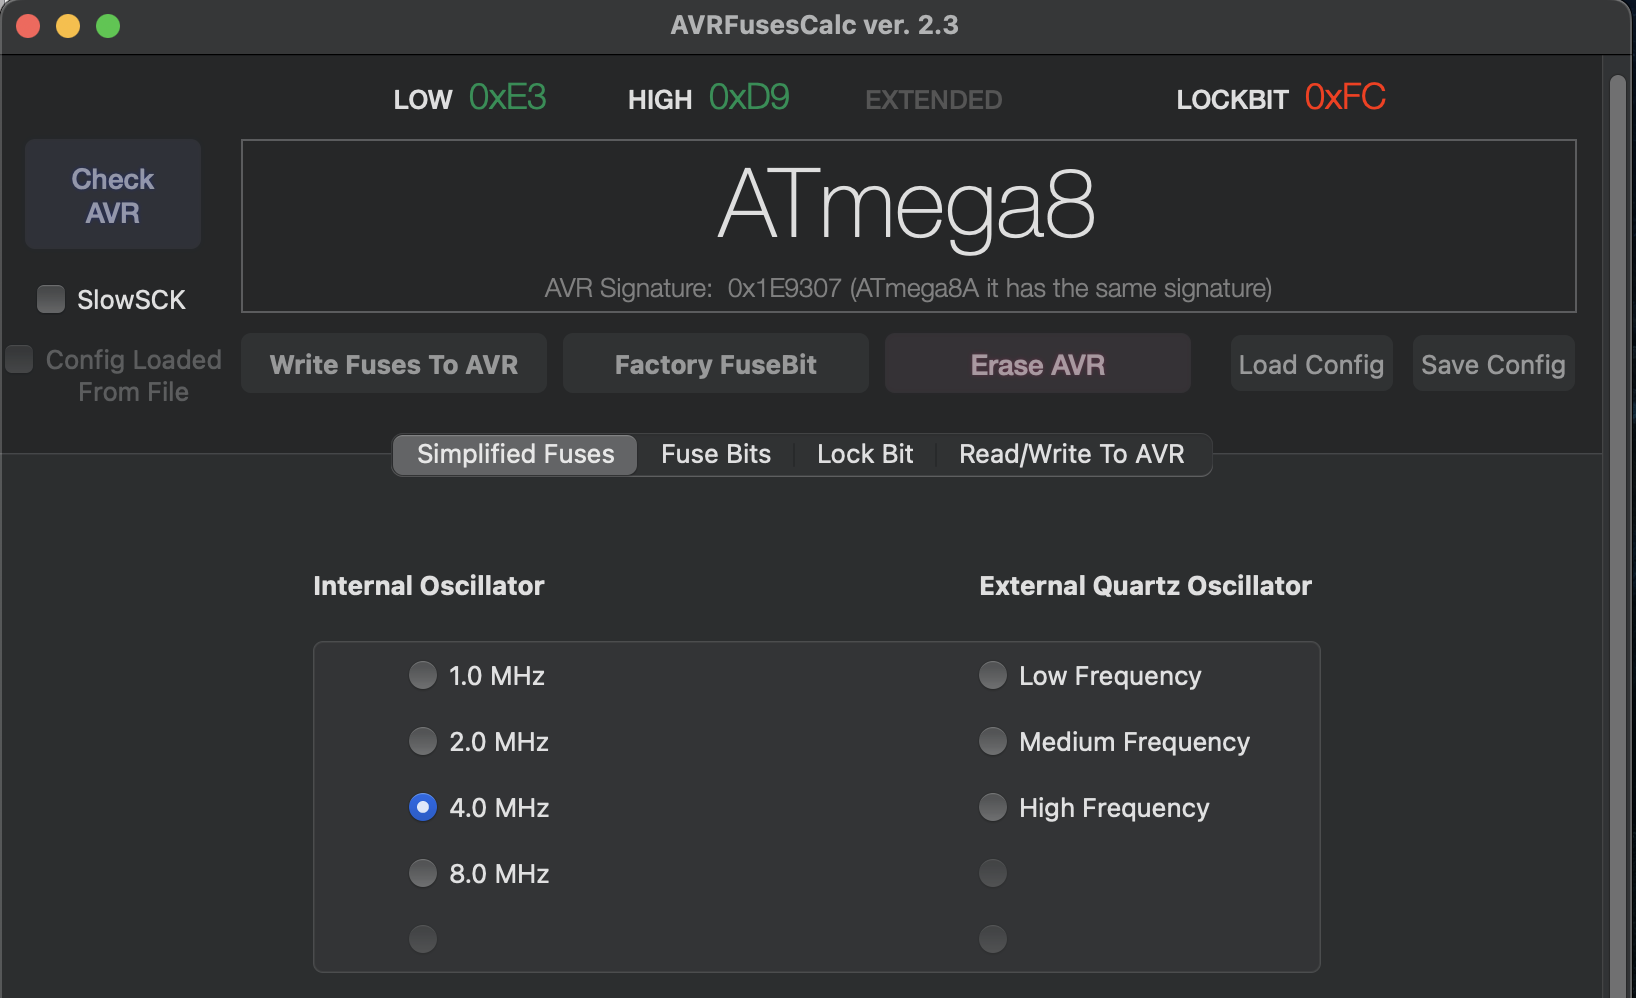 AVRFusesCalc ver. 2.3
LOW 0xE3 HIGH 0xD9 EXTENDED LOCKBIT 0xFC
Check
AVR
ATmega8
AVR Signature: 0x1E9307 (ATmega8A it has the same signature)
SlowSCK
Config Loaded
From File
Write Fuses To AVR Factory FuseBit Erase AVR Load Config Save Config
Simplified Fuses Fuse Bits Lock Bit Read/Write To AVR
Internal Oscillator External Quartz Oscillator
1.0 MHz Low Frequency
2.0 MHz Medium Frequency
4.0 MHz High Frequency
8.0 MHz